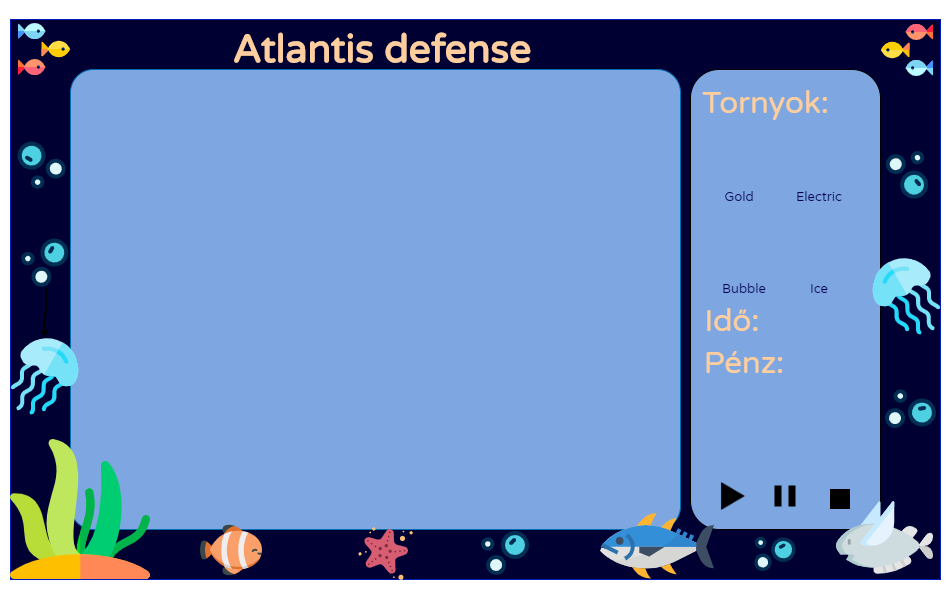 Atlantis defense
Tornyok:
Gold Electric
Bubble Ice
Idő:
Pénz: